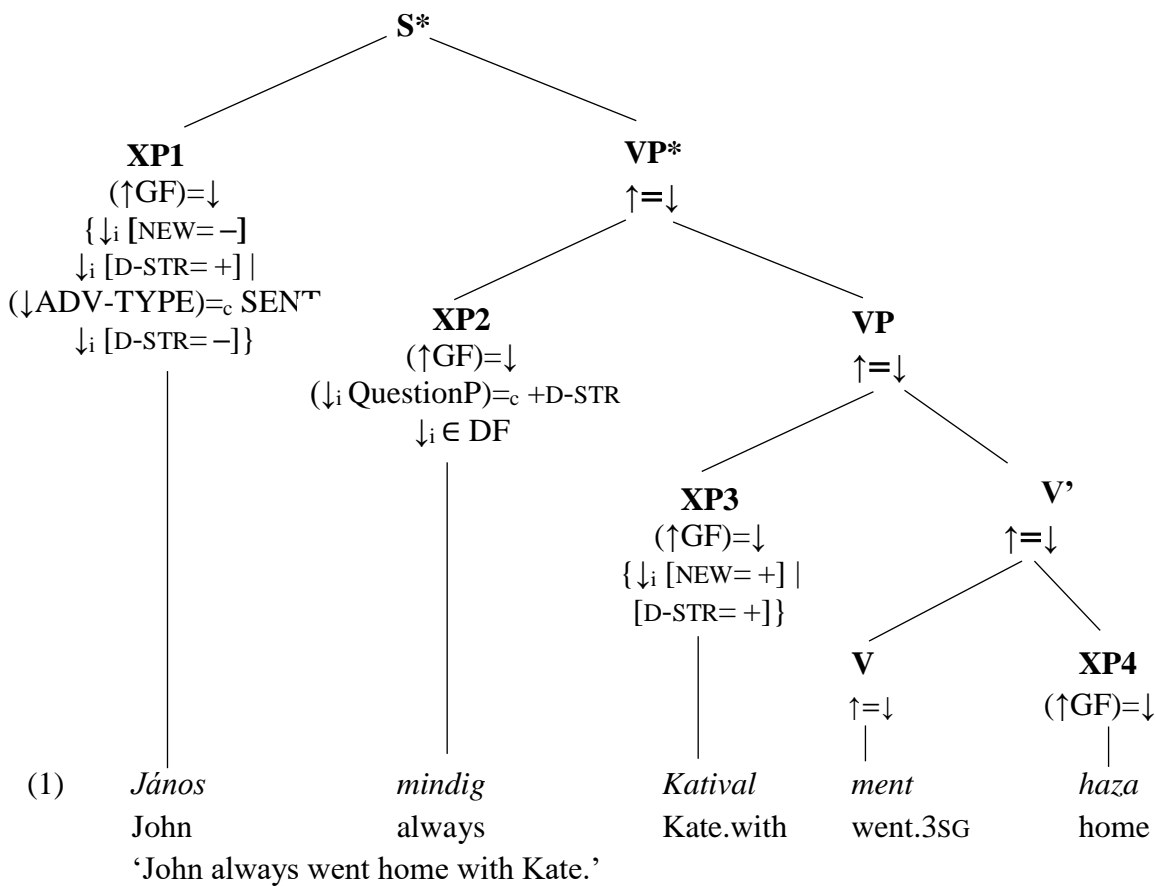 S*
XP1
(↑GF)=↓
{↓i [NEW= –]
↓i [D-STR= +] |
(↓ADV-TYPE)=c SENT
↓i [D-STR= –]}
VP*
↑=↓
XP2
(↑GF)=↓
(↓i QuestionP)=c +D-STR
↓i ∈ DF
VP
↑=↓
XP3
(↑GF)=↓
{↓i [NEW= +] |
[D-STR= +]}
V’
↑=↓
V
↑=↓
XP4
(↑GF)=↓
(1) János mindig Katival ment haza
John always Kate.with went.3SG home
‘John always went home with Kate.’